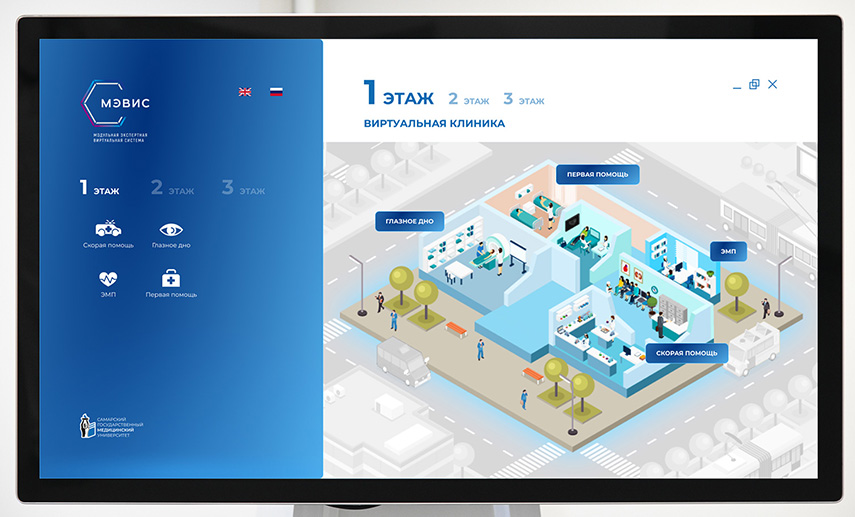 МЭВИС
МОДУЛЬНАЯ ЭКСПЕРТНАЯ
ВИРТУАЛЬНАЯ СИСТЕМА
1 ЭТАЖ 2 ЭТАЖ 3 ЭТАЖ
Скорая помощь Глазное дно
ЭМП Первая помощь
САМАРСКИЙ
ГОСУДАРСТВЕННЫЙ
МЕДИЦИНСКИЙ
УНИВЕРСИТЕТ
1 ЭТАЖ 2 ЭТАЖ 3 ЭТАЖ
ВИРТУАЛЬНАЯ КЛИНИКА
ПЕРВАЯ ПОМОЩЬ
ГЛАЗНОЕ ДНО
ЭМП
СКОРАЯ ПОМОЩЬ